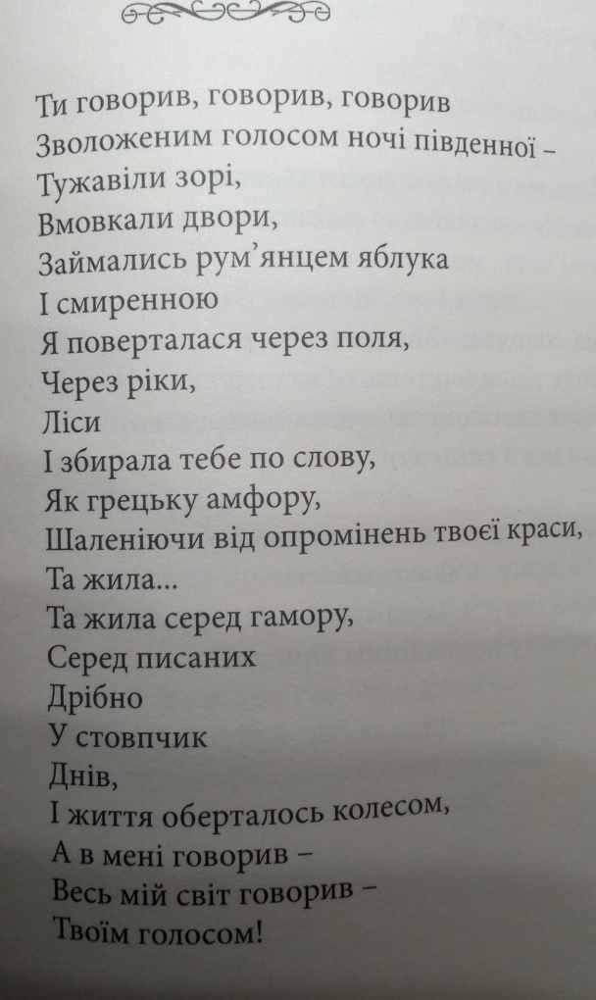 Ти говорив, говорив, говорив
Зволоженим голосом ночі південної –
Тужавіли зорі,
Вмовкали двори,
Займались рум’янцем яблука
І смиренною
Я поверталася через поля,
Через ріки,
Ліси
І збирала тебе по слову,
Як грецьку амфору,
Шаленіючи від опромінень твоєї краси,
Та жила...
Та жила серед гамору,
Серед писаних
Дрібно
У стовпчик
Днів,
І життя оберталось колесом,
А в мені говорив –
Весь мій світ говорив –
Твоїм голосом!